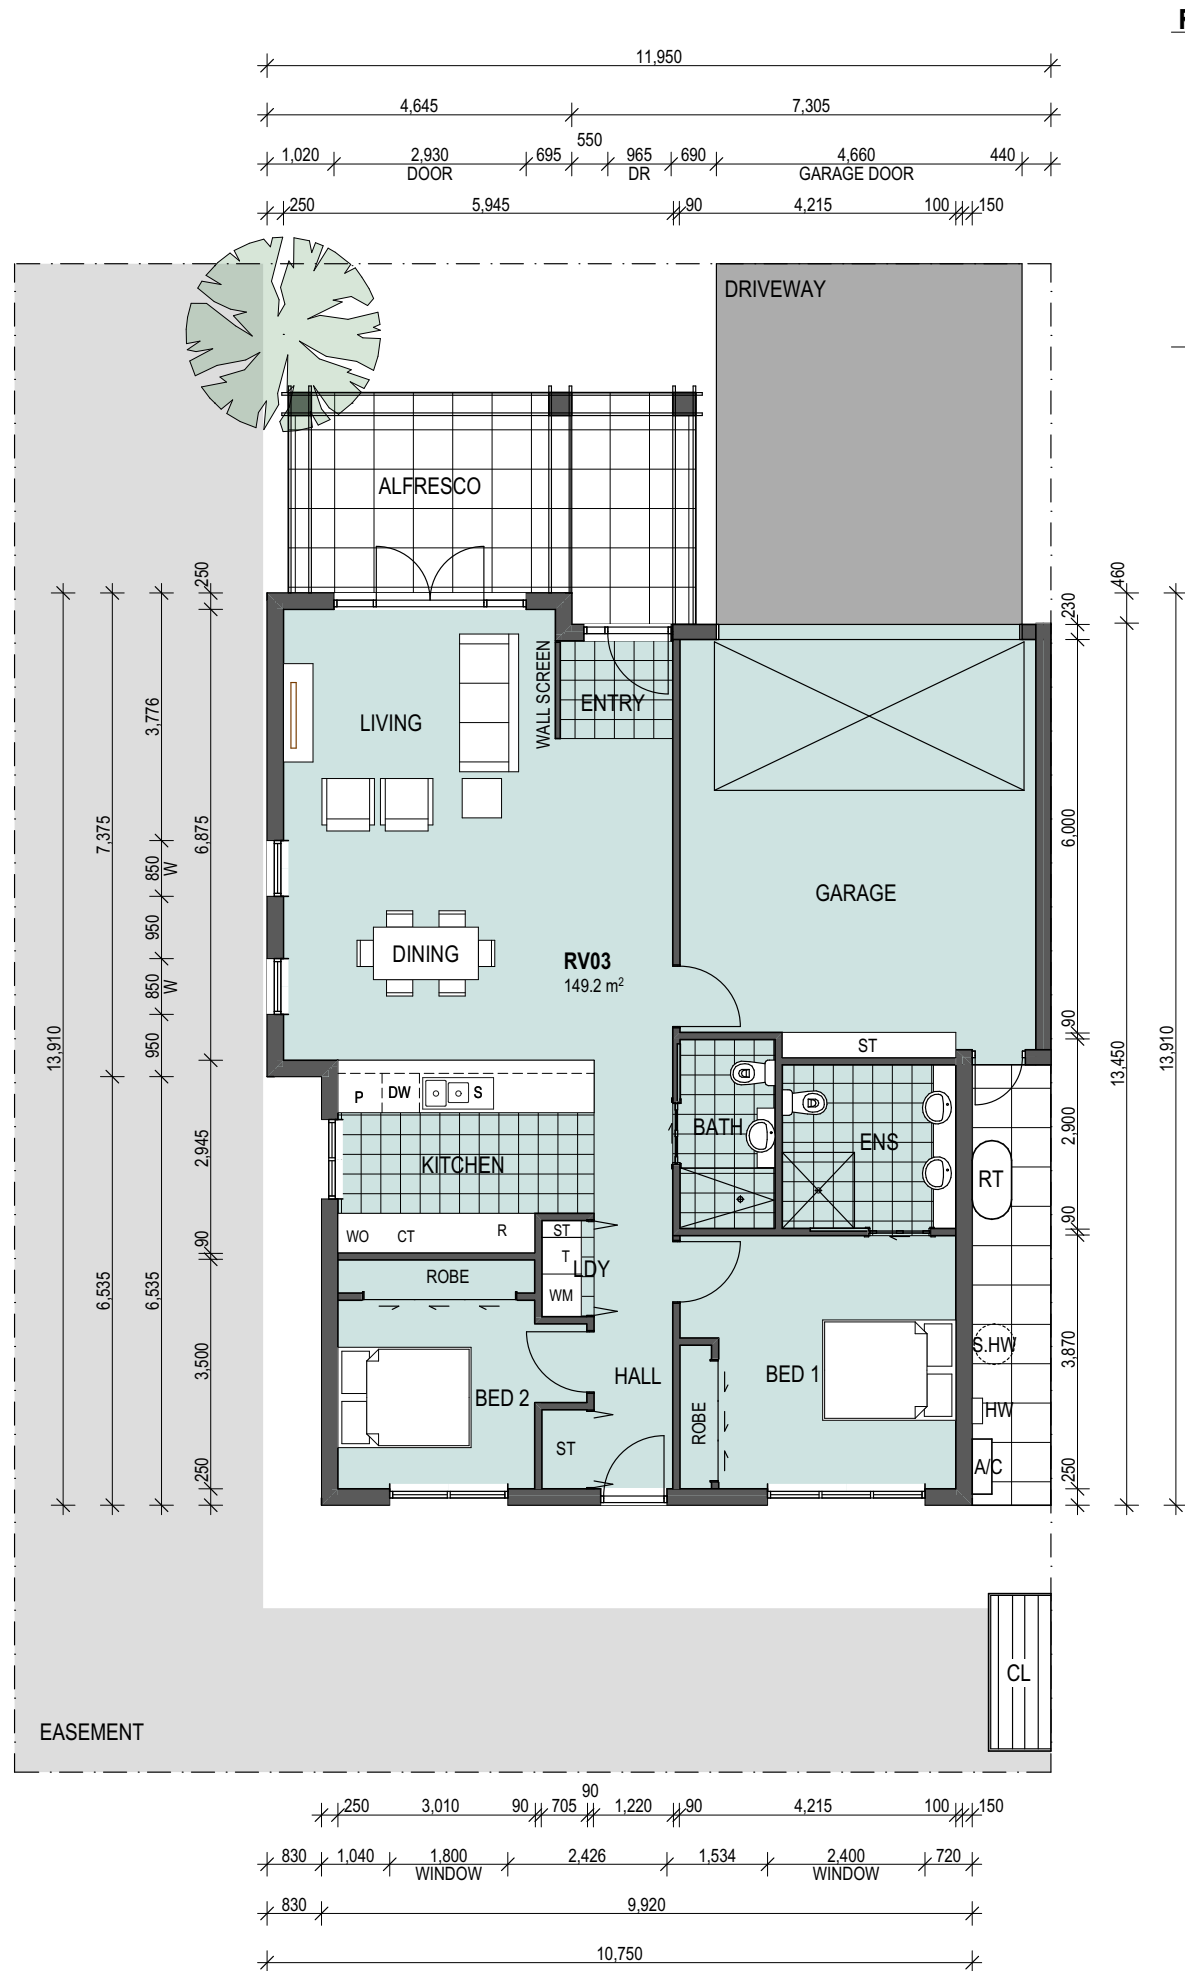 F
11,950
4,645
7,305
550
1,020
2,930
695
965
690
4,660
440
DOOR
DR
GARAGE DOOR
250
5,945
90
4,215
100
150
DRIVEWAY
ALFRESCO
250
460
230
WALL SCREEN
ENTRY
LIVING
3,776
7,375
850
W
6,875
6,000
GARAGE
950
DINING
RV03
149.2 m²
850
W
950
13,910
90
13,450
13,910
ST
P
DW
S
BATH
ENS
2,900
2,945
KITCHEN
RT
WO
CT
R
ST
90
90
T
LDY
ROBE
WM
6,535
6,535
3,500
3,870
S.HW
HALL
BED 1
BED 2
HW
ROBE
ST
A/C
250
250
CL
EASEMENT
90
250
3,010
90
705
1,220
90
4,215
100
150
830
1,040
1,800
2,426
1,534
2,400
720
WINDOW
WINDOW
830
9,920
10,750